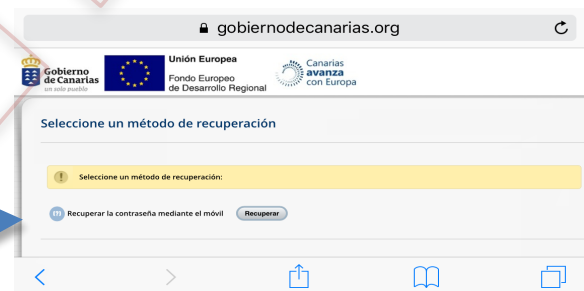 gobiernodecanarias.org
Gobierno
de Canarias
un solo pueblo
Unión Europea
Fondo Europeo
de Desarrollo Regional
Canarias
avanza
con Europa
Seleccione un método de recuperación
! Seleccione un método de recuperación:
Recuperar la contraseña mediante el móvil Recuperar